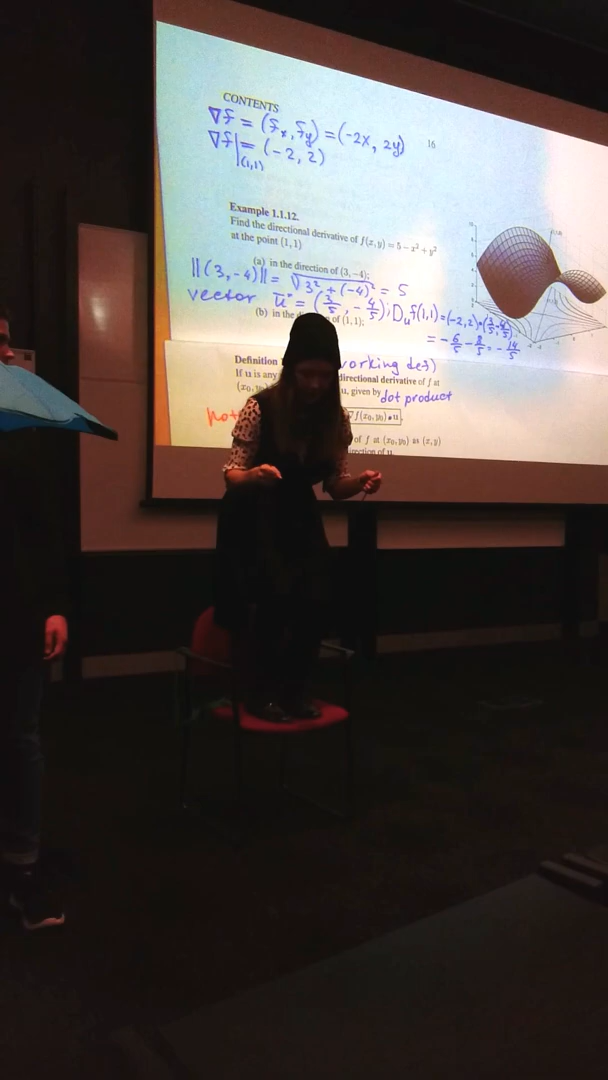 CONTENTS
16
∇f = (f_x, f_y) = (-2x, 2y)
∇f|_(1,1) = (-2, 2)
Example 1.1.12.
Find the directional derivative of f(x, y) = 5 − x² + y²
at the point (1, 1)
(a) in the direction of (3, −4);
||(3, -4)|| = √3² + (-4)² = 5
vector u = (3/5, -4/5); D_u f(1,1) = (-2, 2)•(3/5, -4/5)
= -6/5 - 8/5 = -14/5
(b) in the of (1, 1);
Definition working def)
If u is any directional derivative of f at
(x₀, y₀) u, given by dot product
not ∇f(x₀, y₀)•u
of f at (x₀, y₀) as (x, y)
direction of u.